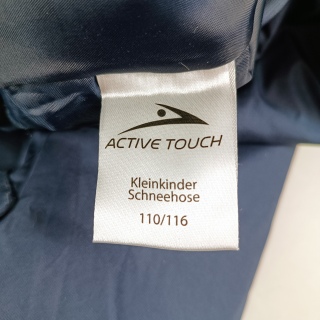 ACTIVE TOUCH
Kleinkinder
Schneehose
110/116